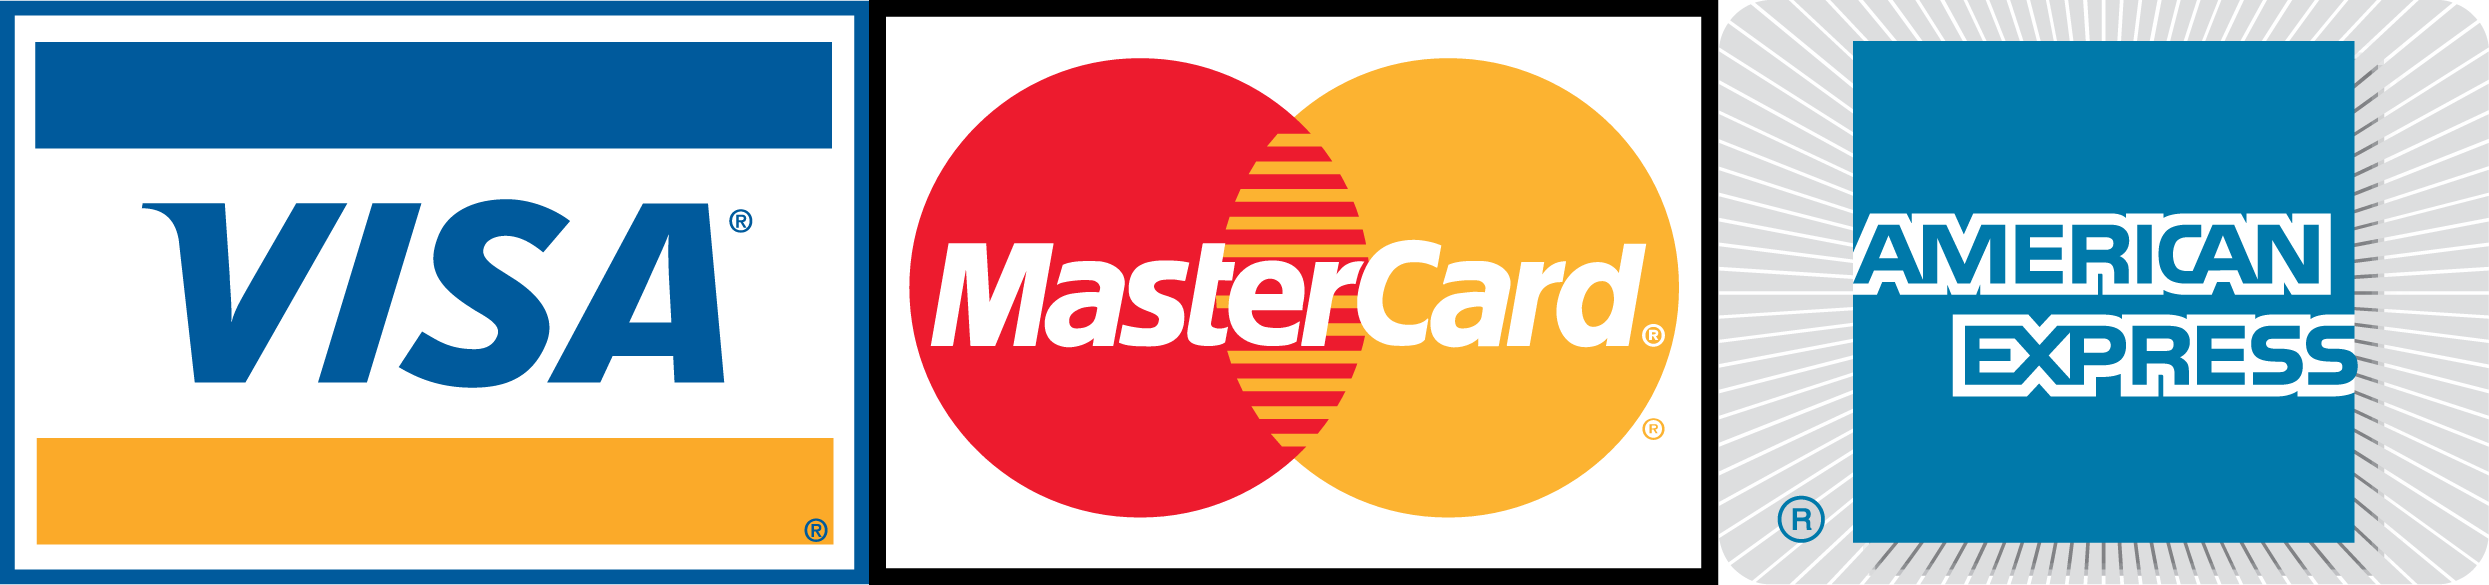 VISA®
®
MasterCard®
®
AMERICAN
EXPRESS
®